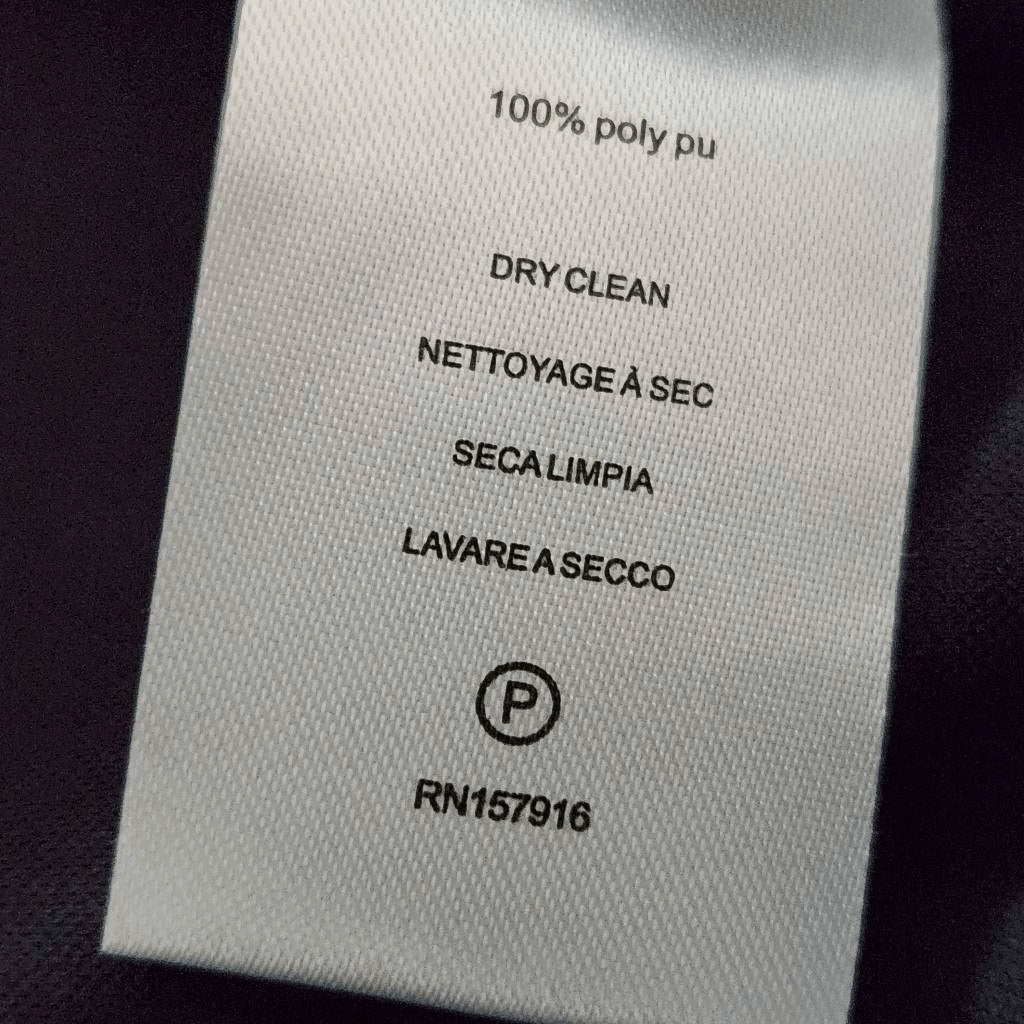 100% poly pu
DRY CLEAN
NETTOYAGE À SEC
SECA LIMPIA
LAVARE A SECCO
P
RN157916